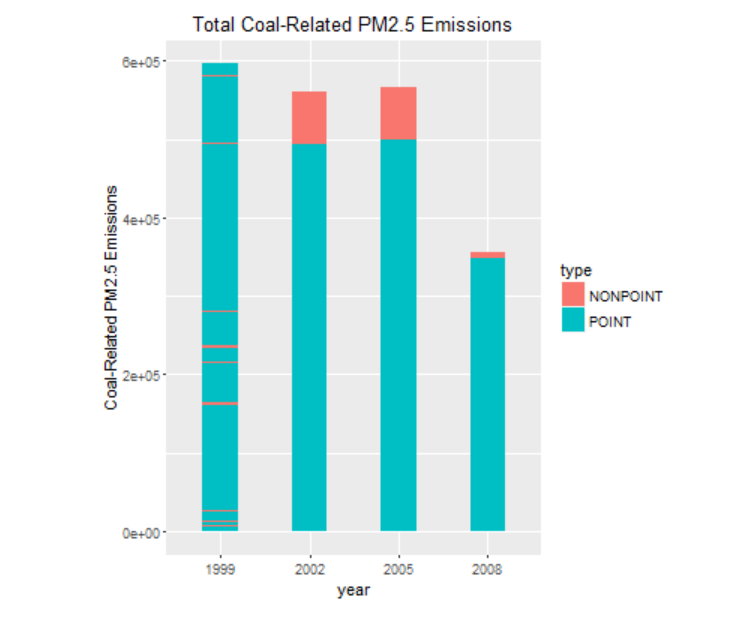 Total Coal-Related PM2.5 Emissions
6e+05
4e+05
2e+05
0e+00
Coal-Related PM2.5 Emissions
1999 2002 2005 2008
year
type
NONPOINT
POINT